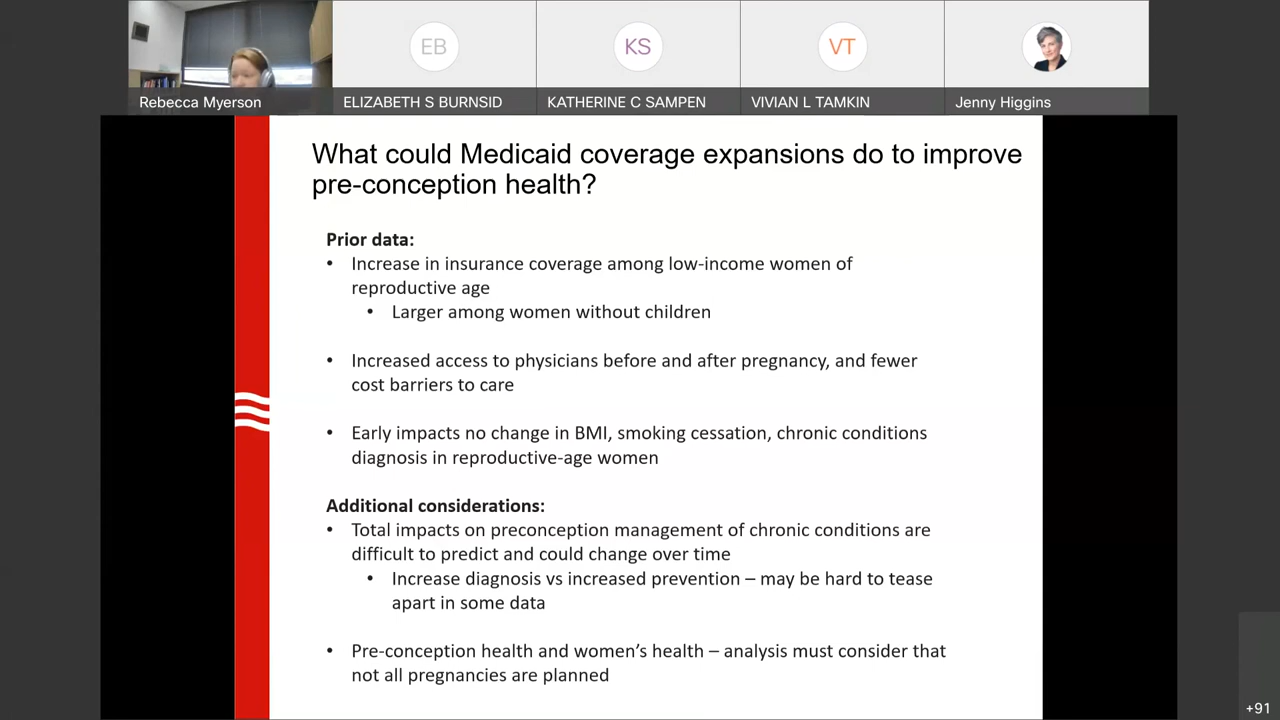 EB
KS
VT
Rebecca Myerson
ELIZABETH S BURNSID
KATHERINE C SAMPEN
VIVIAN L TAMKIN
Jenny Higgins
What could Medicaid coverage expansions do to improve
pre-conception health?
Prior data:
• Increase in insurance coverage among low-income women of
reproductive age
• Larger among women without children
• Increased access to physicians before and after pregnancy, and fewer
cost barriers to care
• Early impacts no change in BMI, smoking cessation, chronic conditions
diagnosis in reproductive-age women
Additional considerations:
• Total impacts on preconception management of chronic conditions are
difficult to predict and could change over time
• Increase diagnosis vs increased prevention – may be hard to tease
apart in some data
• Pre-conception health and women’s health – analysis must consider that
not all pregnancies are planned
+91